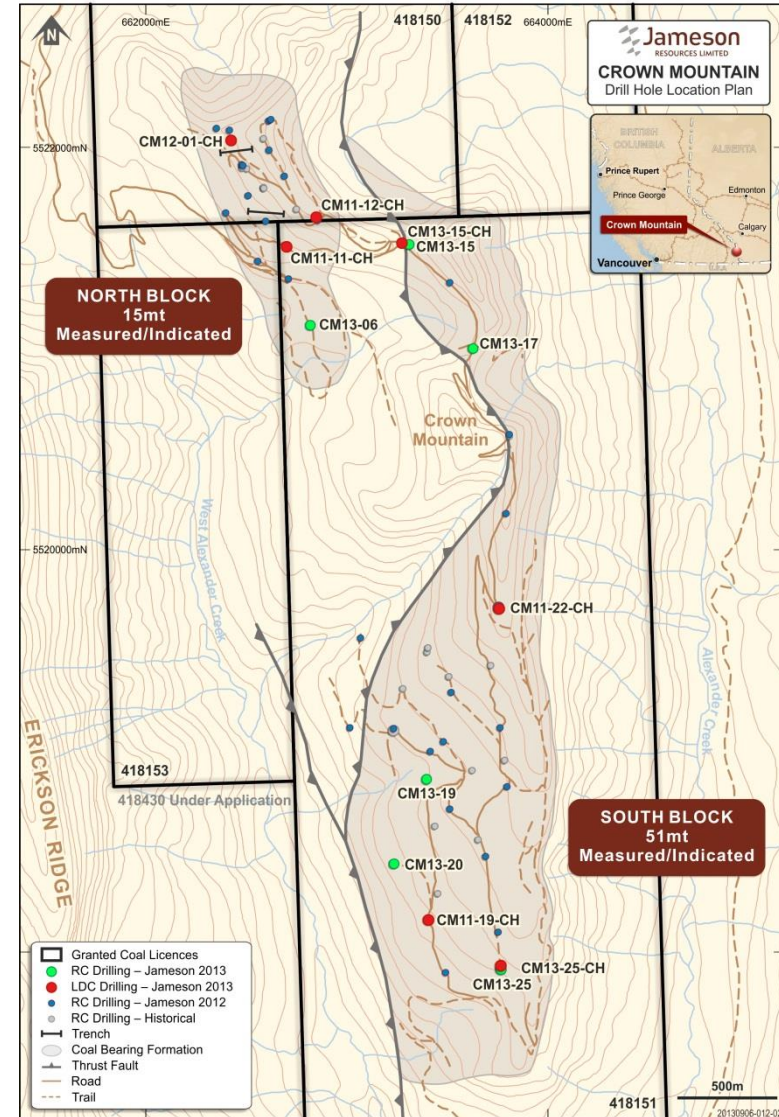 N
662000mE
418150
418152
664000mE
Jameson
RESOURCES LIMITED
CROWN MOUNTAIN
Drill Hole Location Plan
BRITISH
COLUMBIA
ALBERTA
Prince Rupert
Prince George
Edmonton
Calgary
Crown Mountain
Vancouver
U.S.A
5522000mN
CM12-01-CH
CM11-12-CH
CM13-15-CH
CM13-15
CM11-11-CH
NORTH BLOCK
15mt
Measured/Indicated
CM13-06
CM13-17
Crown
Mountain
5520000mN
West Alexander Creek
CM11-22-CH
Alexander Creek
ERICKSON RIDGE
418153
418430 Under Application
CM13-19
SOUTH BLOCK
51mt
Measured/Indicated
CM13-20
CM11-19-CH
CM13-25-CH
CM13-25
Granted Coal Licences
RC Drilling – Jameson 2013
LDC Drilling – Jameson 2013
RC Drilling – Jameson 2012
RC Drilling – Historical
Trench
Coal Bearing Formation
Thrust Fault
Road
Trail
418151
500m